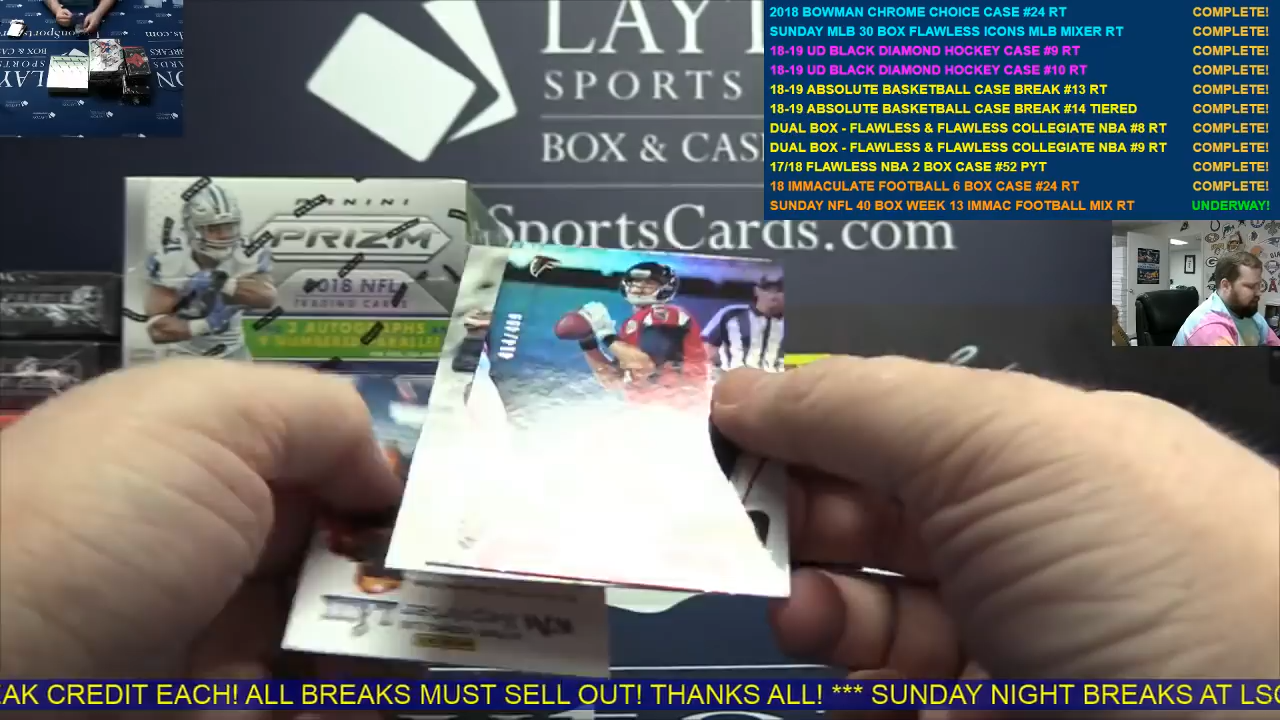 2018 BOWMAN CHROME CHOICE CASE #24 RT COMPLETE!
SUNDAY MLB 30 BOX FLAWLESS ICONS MLB MIXER RT COMPLETE!
18-19 UD BLACK DIAMOND HOCKEY CASE #9 RT COMPLETE!
18-19 UD BLACK DIAMOND HOCKEY CASE #10 RT COMPLETE!
18-19 ABSOLUTE BASKETBALL CASE BREAK #13 RT COMPLETE!
18-19 ABSOLUTE BASKETBALL CASE BREAK #14 TIERED COMPLETE!
DUAL BOX - FLAWLESS & FLAWLESS COLLEGIATE NBA #8 RT COMPLETE!
DUAL BOX - FLAWLESS & FLAWLESS COLLEGIATE NBA #9 RT COMPLETE!
17/18 FLAWLESS NBA 2 BOX CASE #52 PYT COMPLETE!
18 IMMACULATE FOOTBALL 6 BOX CASE #24 RT COMPLETE!
SUNDAY NFL 40 BOX WEEK 13 IMMAC FOOTBALL MIX RT UNDERWAY!
LAYT
SPORTS
BOX & CAS
SportsCards.com
PANINI
PRIZM
2018 NFL
TRADING CARDS
2 AUTOGRAPHS
EAK CREDIT EACH! ALL BREAKS MUST SELL OUT! THANKS ALL! *** SUNDAY NIGHT BREAKS AT LSC